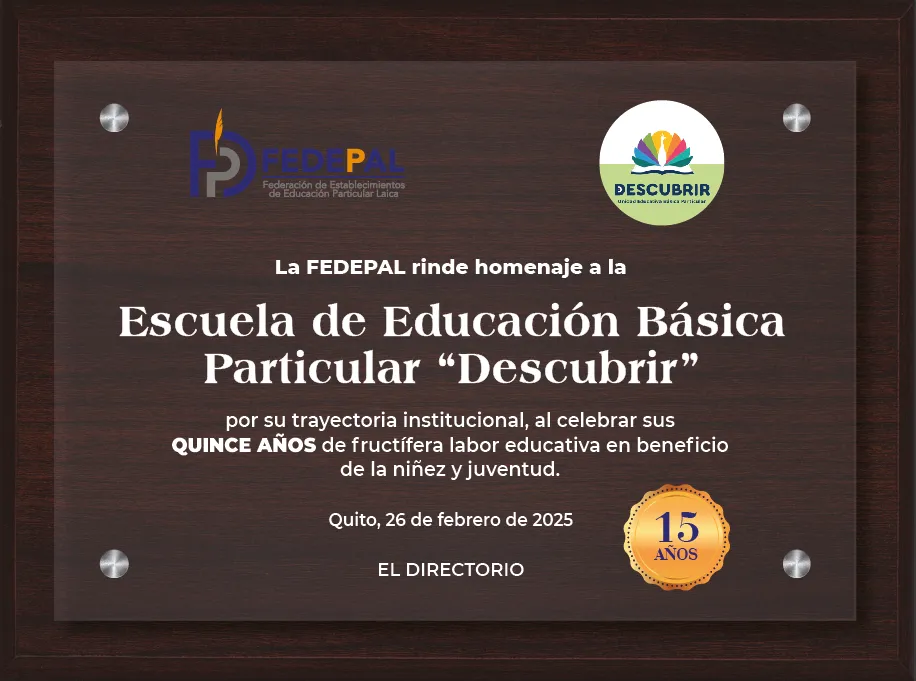 FEDEPAL
Federación de Establecimientos
de Educación Particular Laica
DESCUBRIR
Unidad Educativa Básica Particular
La FEDEPAL rinde homenaje a la
Escuela de Educación Básica
Particular “Descubrir”
por su trayectoria institucional, al celebrar sus
QUINCE AÑOS de fructífera labor educativa en beneficio
de la niñez y juventud.
Quito, 26 de febrero de 2025
15
AÑOS
EL DIRECTORIO